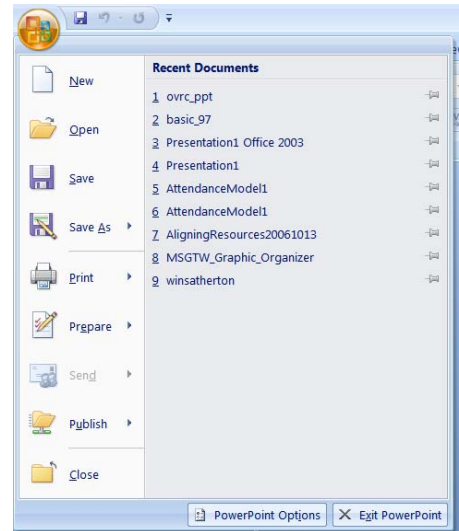 New
Open
Save
Save As
Print
Prepare
Send
Publish
Close
Recent Documents
1 ovrc_ppt
2 basic_97
3 Presentation1 Office 2003
4 Presentation1
5 AttendanceModel1
6 AttendanceModel1
7 AligningResources20061013
8 MSGTW_Graphic_Organizer
9 winsatherton
PowerPoint Options
Exit PowerPoint